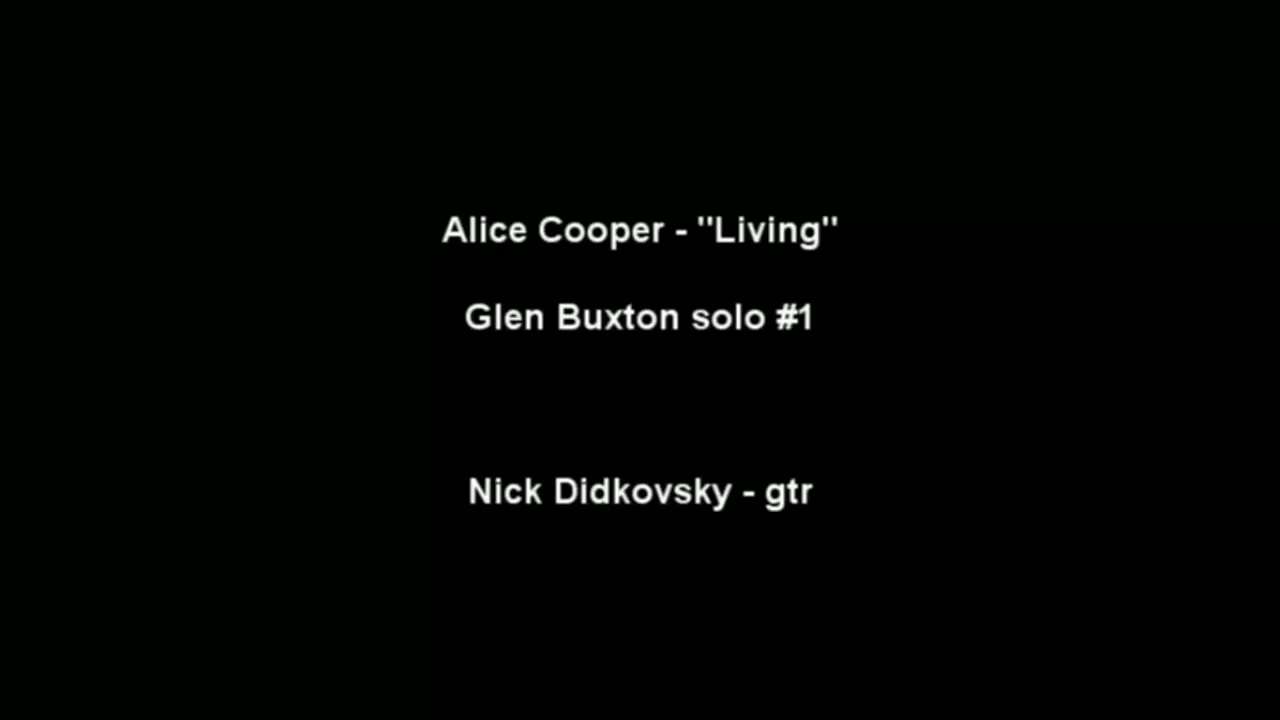 Alice Cooper - "Living"
Glen Buxton solo #1
Nick Didkovsky - gtr